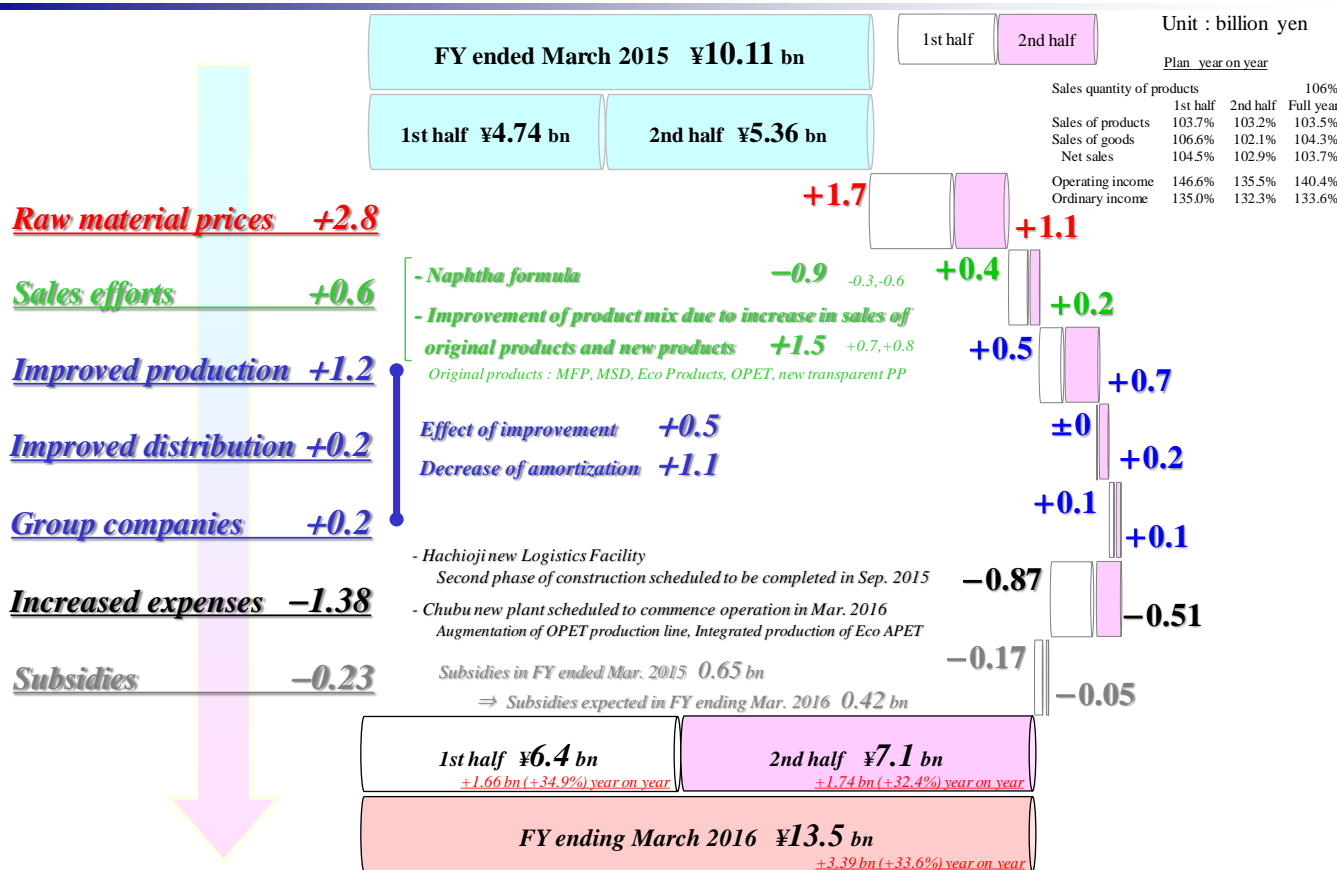 FY ended March 2015 ¥10.11 bn
1st half
2nd half
Unit : billion yen
Plan year on year
Sales quantity of products 106%
1st half 2nd half Full year
Sales of products 103.7% 103.2% 103.5%
Sales of goods 106.6% 102.1% 104.3%
Net sales 104.5% 102.9% 103.7%
Operating income 146.6% 135.5% 140.4%
Ordinary income 135.0% 132.3% 133.6%
1st half ¥4.74 bn
2nd half ¥5.36 bn
Raw material prices +2.8
+1.7
+1.1
Sales efforts +0.6
- Naphtha formula −0.9 -0.3,-0.6
- Improvement of product mix due to increase in sales of
original products and new products +1.5 +0.7,+0.8
Original products : MFP, MSD, Eco Products, OPET, new transparent PP
+0.4
+0.2
Improved production +1.2
+0.5
+0.7
Improved distribution +0.2
Effect of improvement +0.5
Decrease of amortization +1.1
±0
+0.2
Group companies +0.2
+0.1
+0.1
Increased expenses −1.38
- Hachioji new Logistics Facility
Second phase of construction scheduled to be completed in Sep. 2015
- Chubu new plant scheduled to commence operation in Mar. 2016
Augmentation of OPET production line, Integrated production of Eco APET
−0.87
−0.51
Subsidies −0.23
Subsidies in FY ended Mar. 2015 0.65 bn
⇒ Subsidies expected in FY ending Mar. 2016 0.42 bn
−0.17
−0.05
1st half ¥6.4 bn
+1.66 bn (+34.9%) year on year
2nd half ¥7.1 bn
+1.74 bn (+32.4%) year on year
FY ending March 2016 ¥13.5 bn
+3.39 bn (+33.6%) year on year